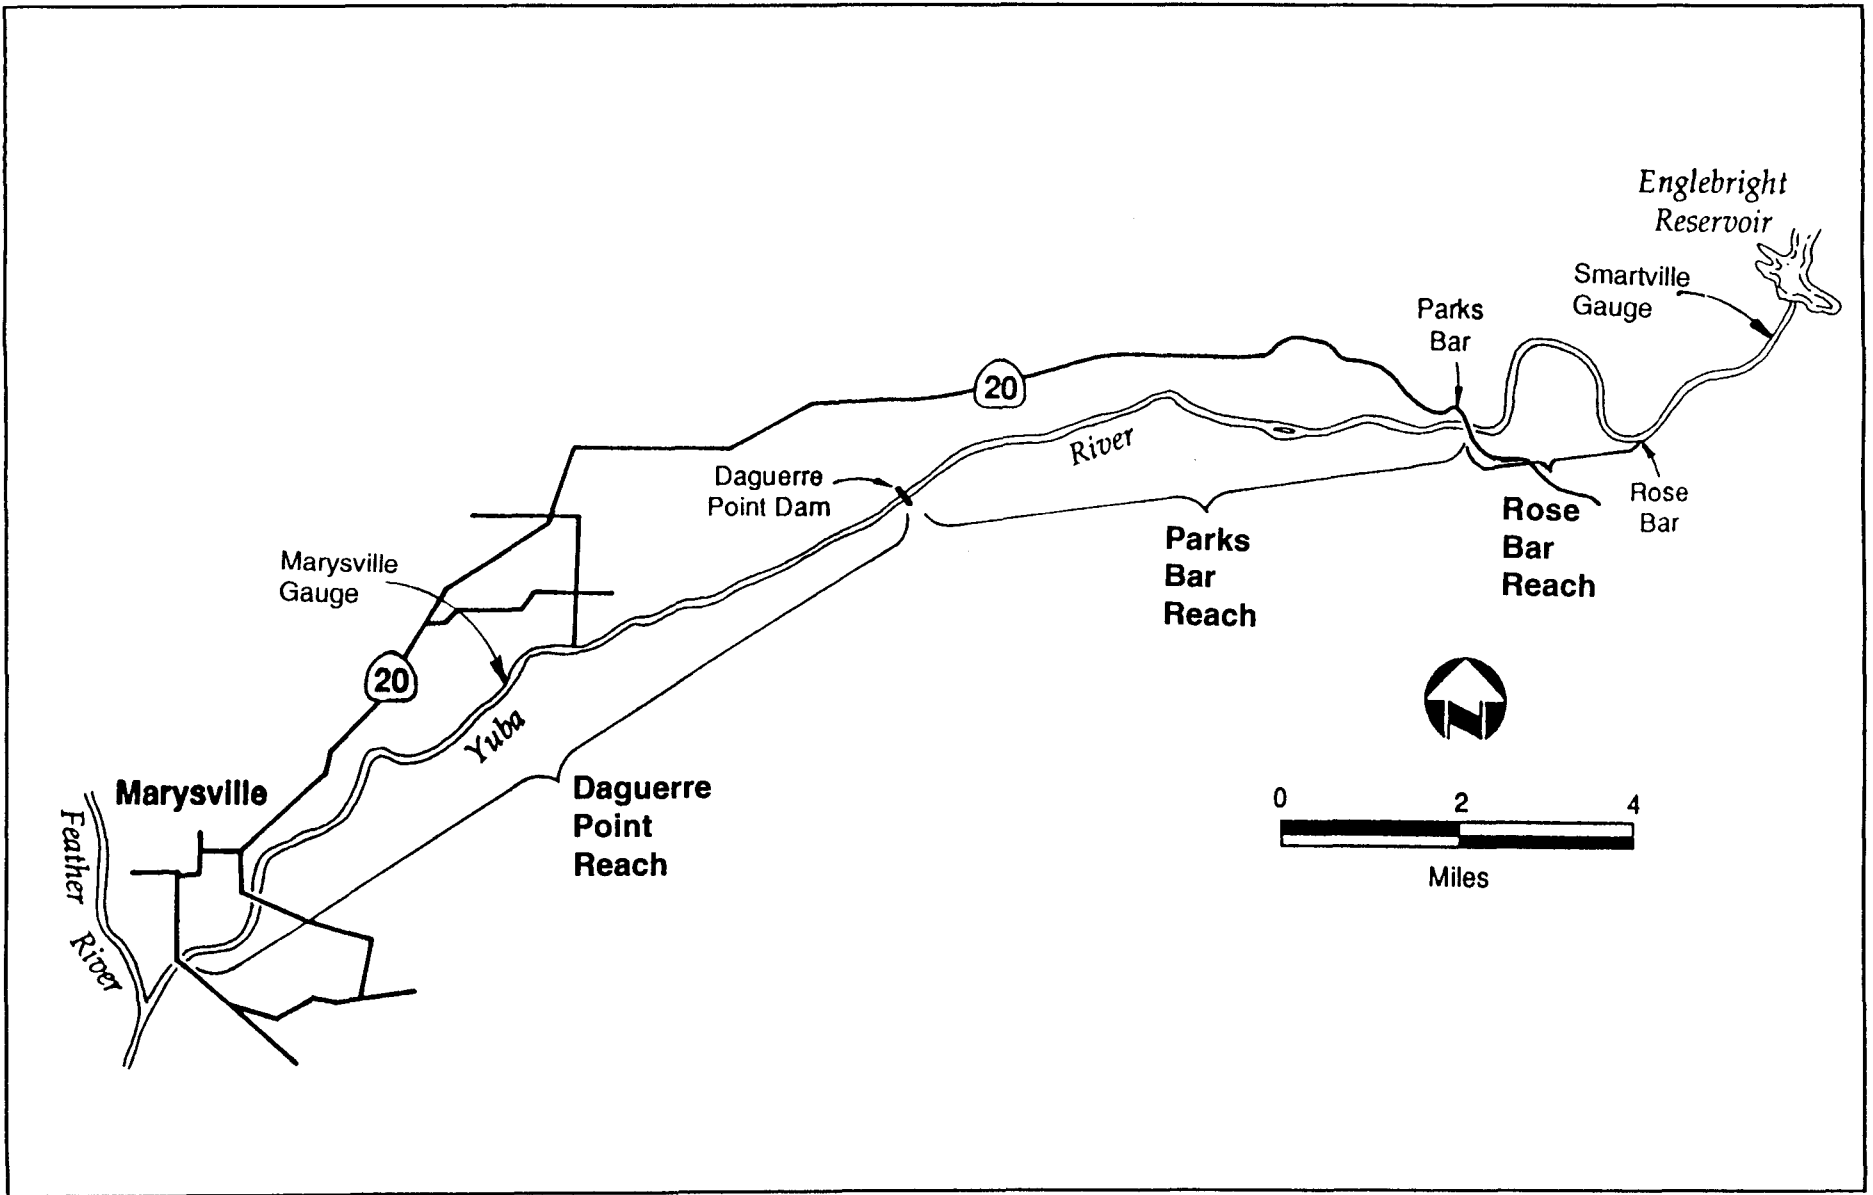 Englebright
Reservoir
Smartville
Gauge
Parks
Bar
20
River
Daguerre
Point Dam
Rose
Bar
Rose
Bar
Reach
Parks
Bar
Reach
Marysville
Gauge
20
Yuba
Marysville
Daguerre
Point
Reach
Feather
River
N
0 2 4
Miles